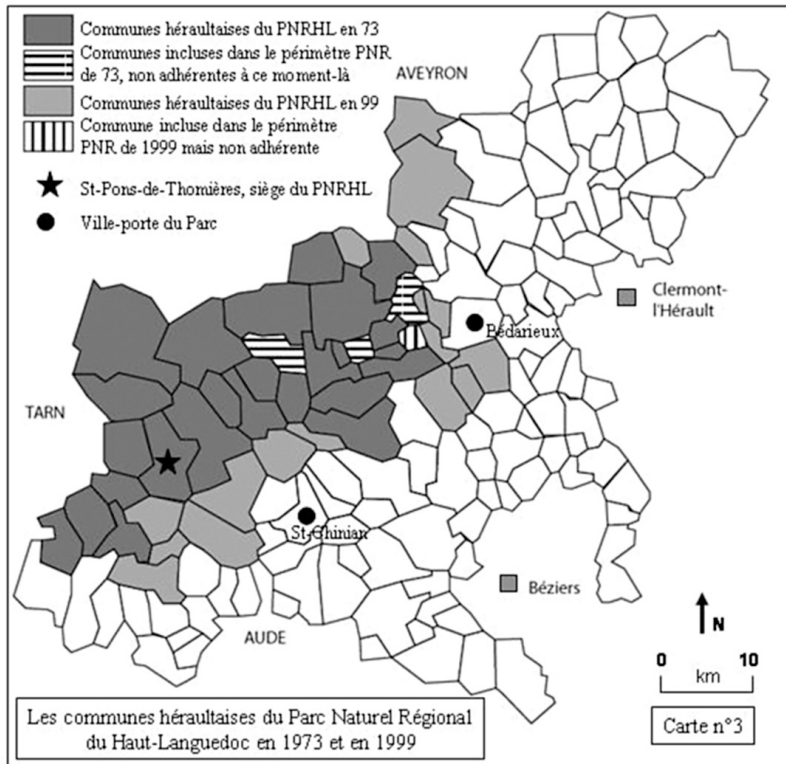 Communes héraultaises du PNRHL en 73
Communes incluses dans le périmètre PNR
de 73, non adhérentes à ce moment-là
Communes héraultaises du PNRHL en 99
Commune incluse dans le périmètre
PNR de 1999 mais non adhérente
St-Pons-de-Thomières, siège du PNRHL
Ville-porte du Parc
AVEYRON
Clermont-
l'Hérault
Bédarieux
TARN
St-Chinian
Béziers
AUDE
N
0 10
km
Les communes héraultaises du Parc Naturel Régional
du Haut-Languedoc en 1973 et en 1999
Carte n°3